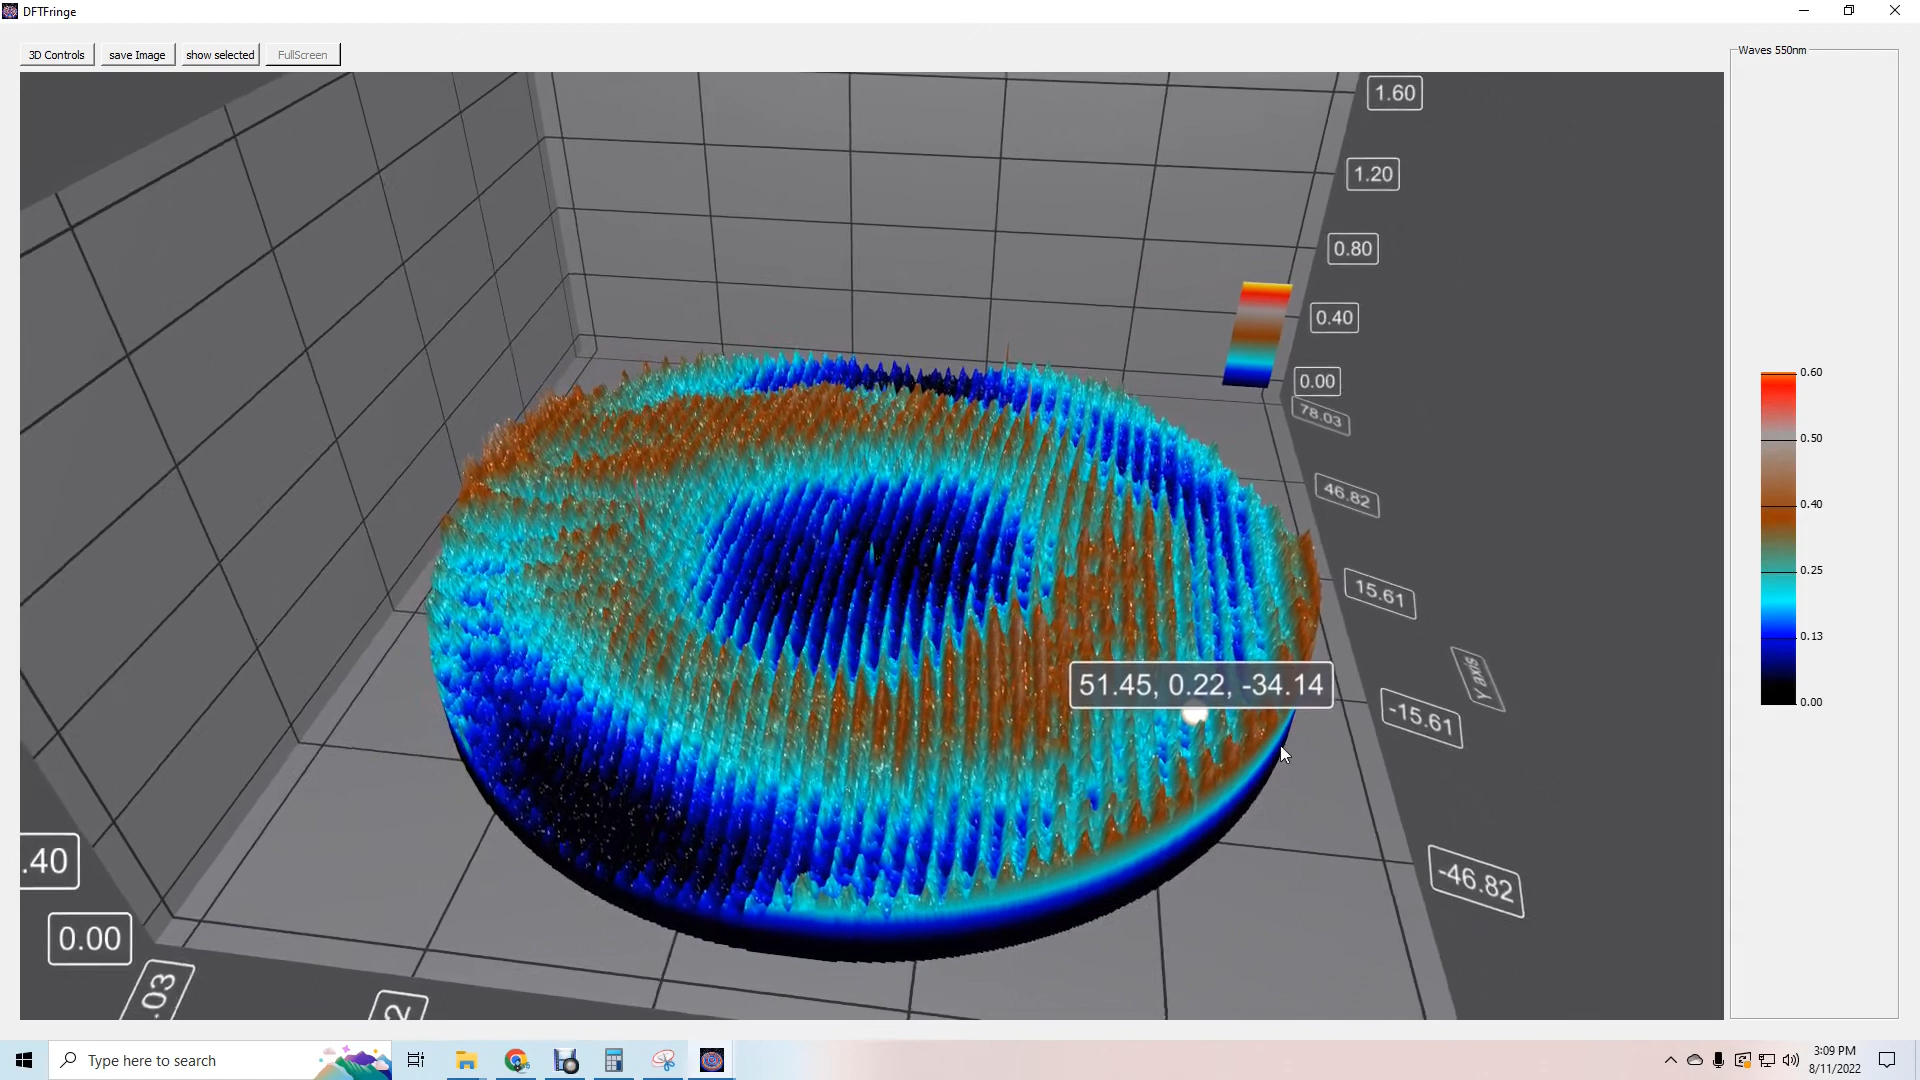 DFTFringe
3D Controls
save Image
show selected
FullScreen
Waves 550nm
1.60
1.20
0.80
0.40
0.00
78.03
46.82
15.61
-15.61
-46.82
Y AXIS
51.45, 0.22, -34.14
.40
0.00
.03
2
0.60
0.50
0.40
0.25
0.13
0.00
Type here to search
3:09 PM
8/11/2022